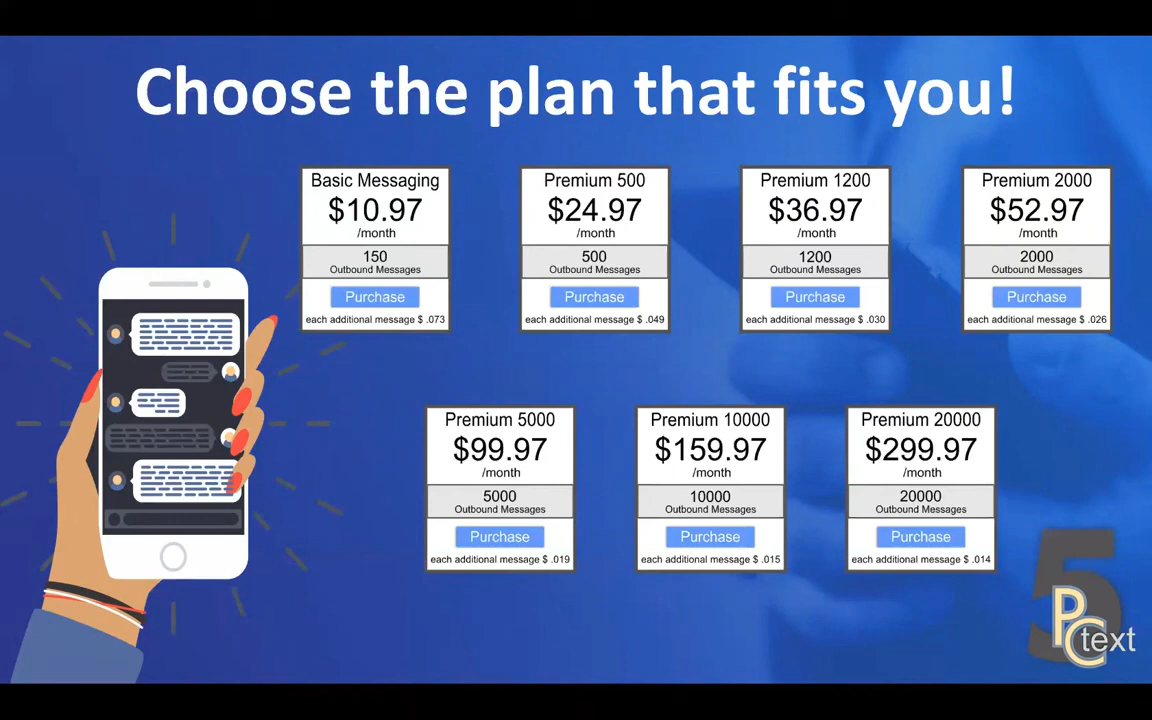 Choose the plan that fits you!
Basic Messaging
$10.97
/month
150
Outbound Messages
Purchase
each additional message $ .073
Premium 500
$24.97
/month
500
Outbound Messages
Purchase
each additional message $ .049
Premium 1200
$36.97
/month
1200
Outbound Messages
Purchase
each additional message $ .030
Premium 2000
$52.97
/month
2000
Outbound Messages
Purchase
each additional message $ .026
Premium 5000
$99.97
/month
5000
Outbound Messages
Purchase
each additional message $ .019
Premium 10000
$159.97
/month
10000
Outbound Messages
Purchase
each additional message $ .015
Premium 20000
$299.97
/month
20000
Outbound Messages
Purchase
each additional message $ .014
5
PC text